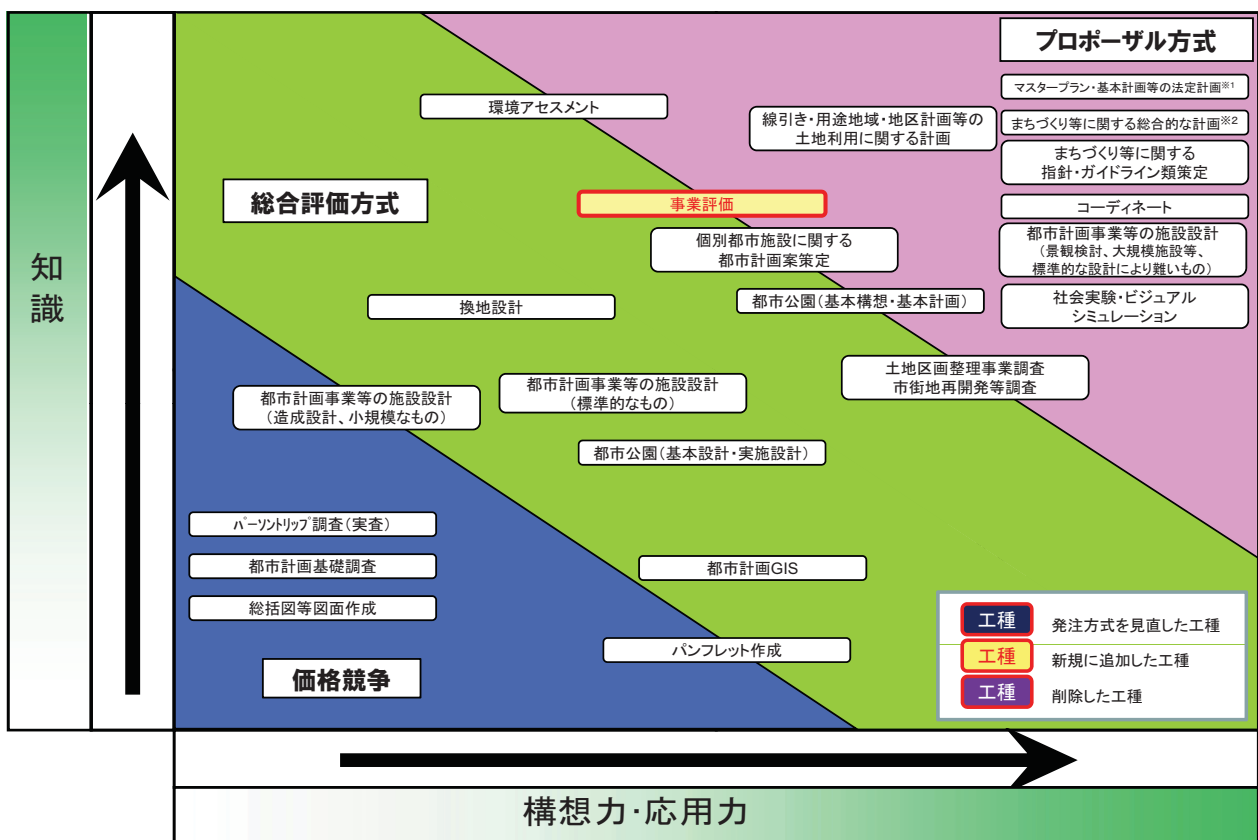 プロポーザル方式
マスタープラン・基本計画等の法定計画※1
環境アセスメント
線引き・用途地域・地区計画等の
土地利用に関する計画
まちづくり等に関する総合的な計画※2
まちづくり等に関する
指針・ガイドライン類策定
総合評価方式
事業評価
コーディネート
個別都市施設に関する
都市計画案策定
都市計画事業等の施設設計
(景観検討、大規模施設等、
標準的な設計により難いもの)
知
識
換地設計
都市公園(基本構想・基本計画)
社会実験・ビジュアル
シミュレーション
土地区画整理事業調査
市街地再開発等調査
都市計画事業等の施設設計
(造成設計、小規模なもの)
都市計画事業等の施設設計
(標準的なもの)
都市公園(基本設計・実施設計)
パーソントリップ調査(実査)
都市計画基礎調査
都市計画GIS
総括図等図面作成
パンフレット作成
価格競争
工種 発注方式を見直した工種
工種 新規に追加した工種
工種 削除した工種
構想力・応用力